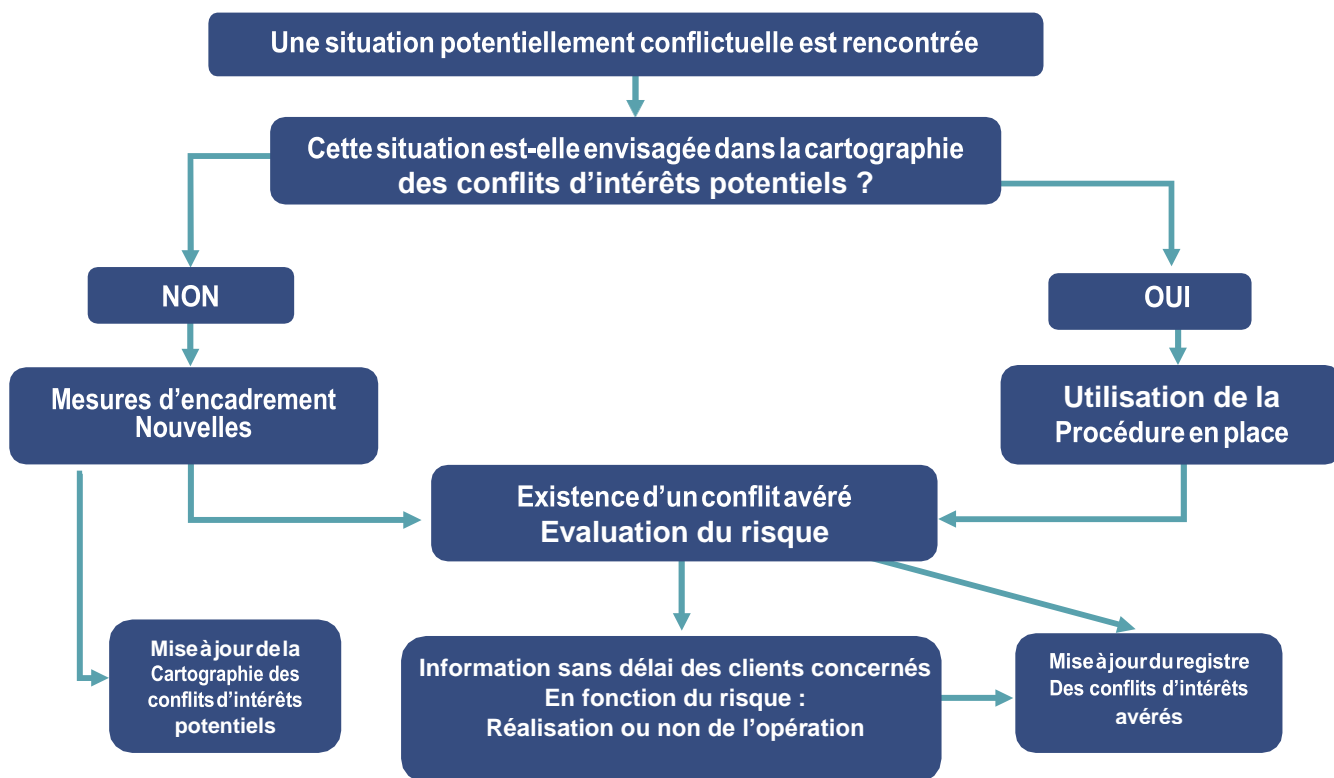 Une situation potentiellement conflictuelle est rencontrée
Cette situation est-elle envisagée dans la cartographie
des conflits d’intérêts potentiels ?
NON
OUI
Mesures d’encadrement
Nouvelles
Utilisation de la
Procédure en place
Existence d’un conflit avéré
Evaluation du risque
Mise à jour de la
Cartographie des
conflits d’intérêts
potentiels
Information sans délai des clients concernés
En fonction du risque :
Réalisation ou non de l’opération
Mise à jour du registre
Des conflits d’intérêts
avérés